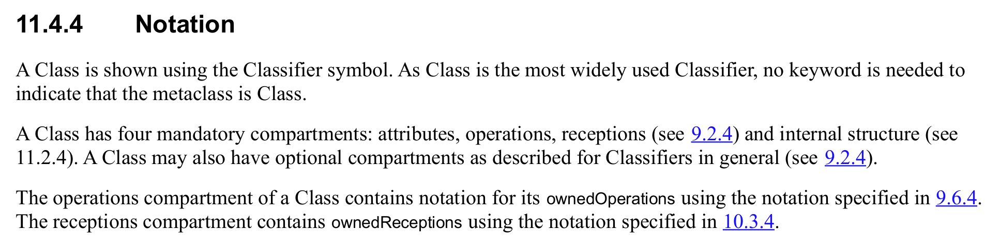 11.4.4 Notation
A Class is shown using the Classifier symbol. As Class is the most widely used Classifier, no keyword is needed to
indicate that the metaclass is Class.
A Class has four mandatory compartments: attributes, operations, receptions (see 9.2.4) and internal structure (see
11.2.4). A Class may also have optional compartments as described for Classifiers in general (see 9.2.4).
The operations compartment of a Class contains notation for its ownedOperations using the notation specified in 9.6.4.
The receptions compartment contains ownedReceptions using the notation specified in 10.3.4.